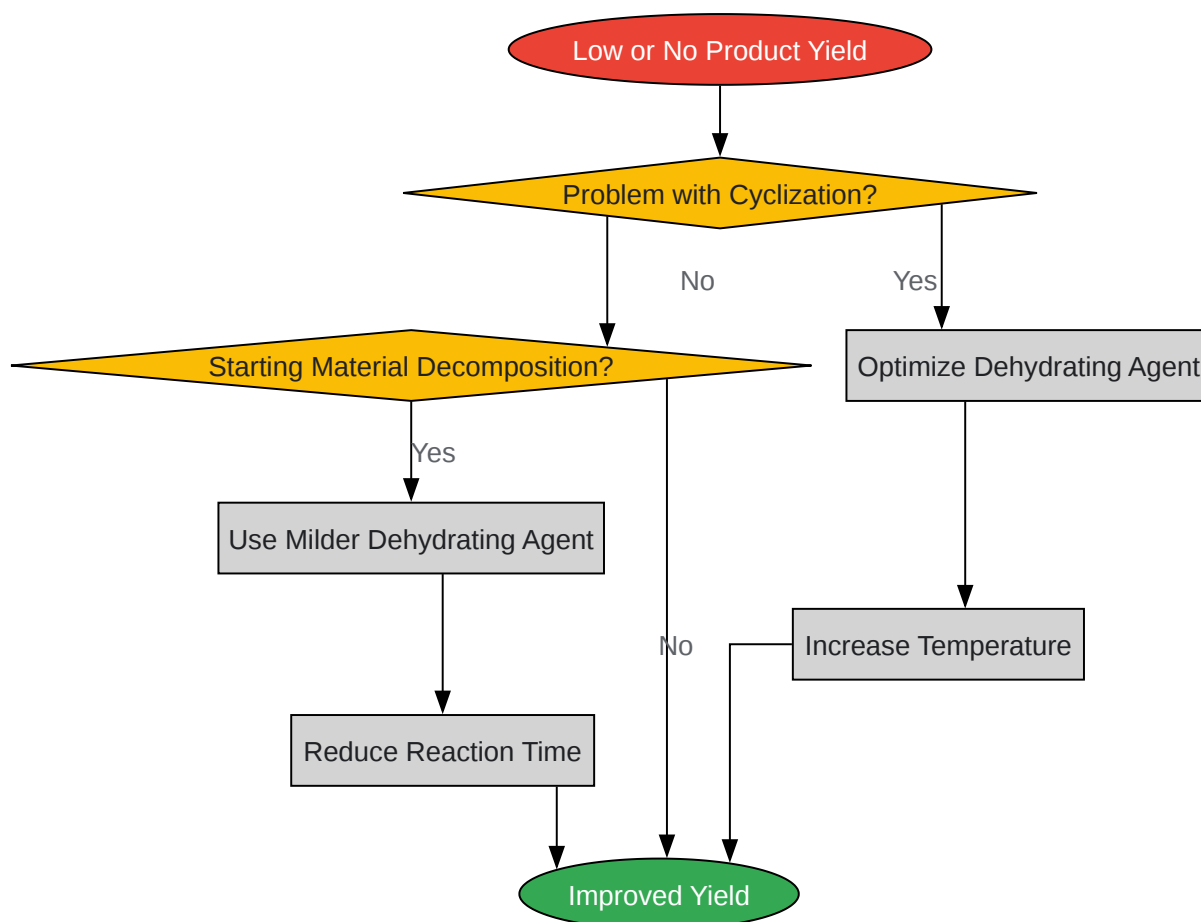 Low or No Product Yield
Problem with Cyclization?
No
Yes
Starting Material Decomposition?
Optimize Dehydrating Agent
Yes
Use Milder Dehydrating Agent
No
Increase Temperature
Reduce Reaction Time
Improved Yield